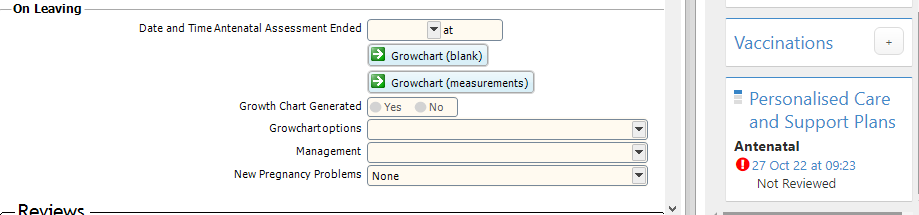 On Leaving
Date and Time Antenatal Assessment Ended at
Growchart (blank)
Growchart (measurements)
Growth Chart Generated Yes No
Growchart options
Management
New Pregnancy Problems None
Reviews
Vaccinations +
Personalised Care
and Support Plans
Antenatal
27 Oct 22 at 09:23
Not Reviewed